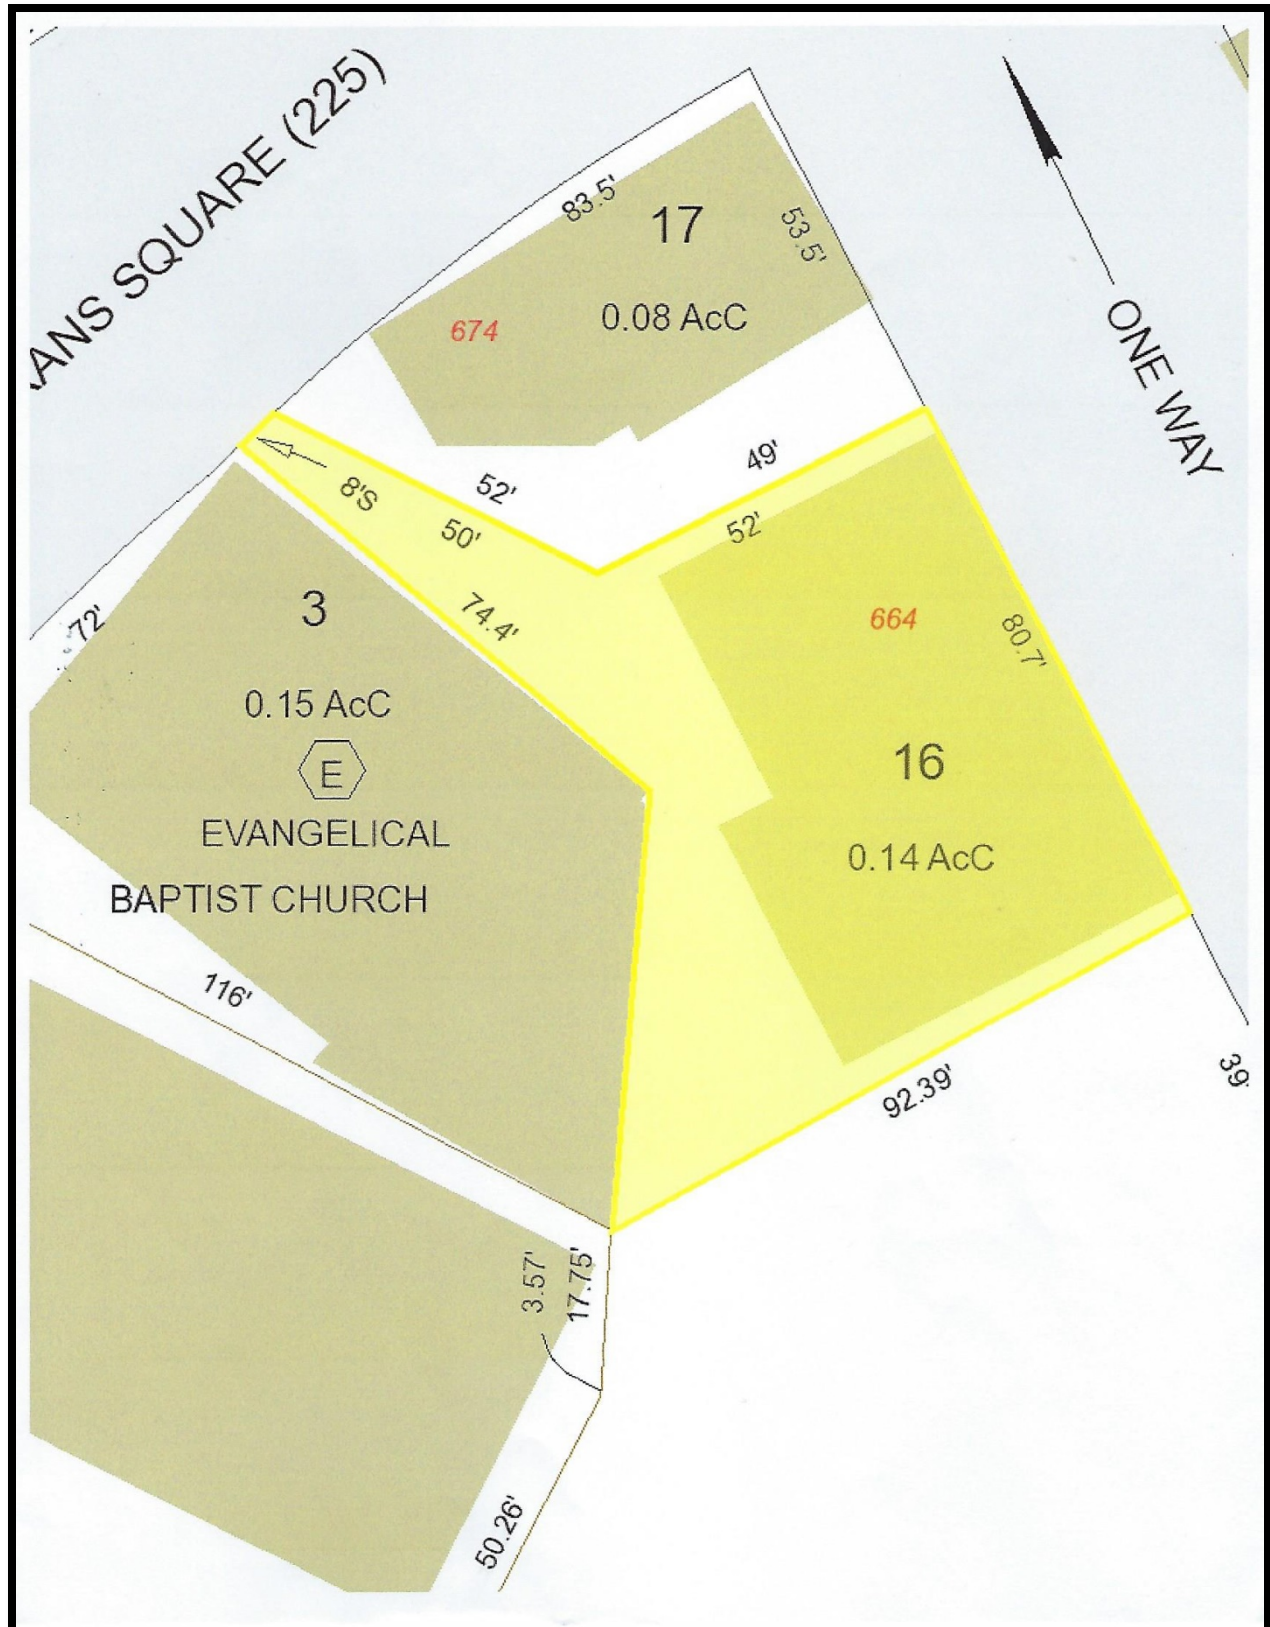 ANS SQUARE (225)
83.5'
17
53.5'
674
0.08 AcC
ONE WAY
8'S
52'
49'
50'
52'
72'
3
74.4'
664
80.7'
0.15 AcC
E
16
EVANGELICAL
0.14 AcC
BAPTIST CHURCH
116'
92.39'
39
3.57'
17.75'
50.26'